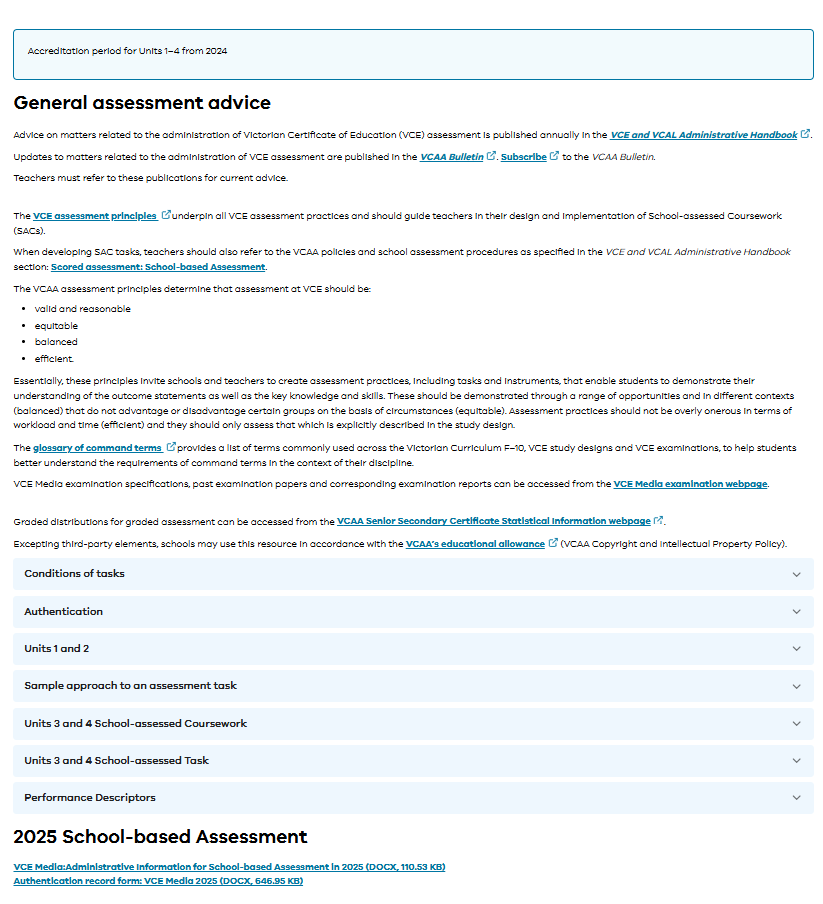 Accreditation period for Units 1–4 from 2024
General assessment advice
Advice on matters related to the administration of Victorian Certificate of Education (VCE) assessment is published annually in the VCE and VCAL Administrative Handbook.
Updates to matters related to the administration of VCE assessment are published in the VCAA Bulletin. Subscribe to the VCAA Bulletin.
Teachers must refer to these publications for current advice.
The VCE assessment principles underpin all VCE assessment practices and should guide teachers in their design and implementation of School-assessed Coursework
(SACs).
When developing SAC tasks, teachers should also refer to the VCAA policies and school assessment procedures as specified in the VCE and VCAL Administrative Handbook
section: Scored assessment: School-based Assessment.
The VCAA assessment principles determine that assessment at VCE should be:
• valid and reasonable
• equitable
• balanced
• efficient.
Essentially, these principles invite schools and teachers to create assessment practices, including tasks and instruments, that enable students to demonstrate their
understanding of the outcome statements as well as the key knowledge and skills. These should be demonstrated through a range of opportunities and in different contexts
(balanced) that do not advantage or disadvantage certain groups on the basis of circumstances (equitable). Assessment practices should not be overly onerous in terms of
workload and time (efficient) and they should only assess that which is explicitly described in the study design.
The glossary of command terms provides a list of terms commonly used across the Victorian Curriculum F–10, VCE study designs and VCE examinations, to help students
better understand the requirements of command terms in the context of their discipline.
VCE Media examination specifications, past examination papers and corresponding examination reports can be accessed from the VCE Media examination webpage.
Graded distributions for graded assessment can be accessed from the VCAA Senior Secondary Certificate Statistical Information webpage.
Excepting third-party elements, schools may use this resource in accordance with the VCAA's educational allowance (VCAA Copyright and Intellectual Property Policy).
Conditions of tasks
Authentication
Units 1 and 2
Sample approach to an assessment task
Units 3 and 4 School-assessed Coursework
Units 3 and 4 School-assessed Task
Performance Descriptors
2025 School-based Assessment
VCE Media:Administrative Information for School-based Assessment in 2025 (DOCX, 110.53 KB)
Authentication record form: VCE Media 2025 (DOCX, 646.95 KB)